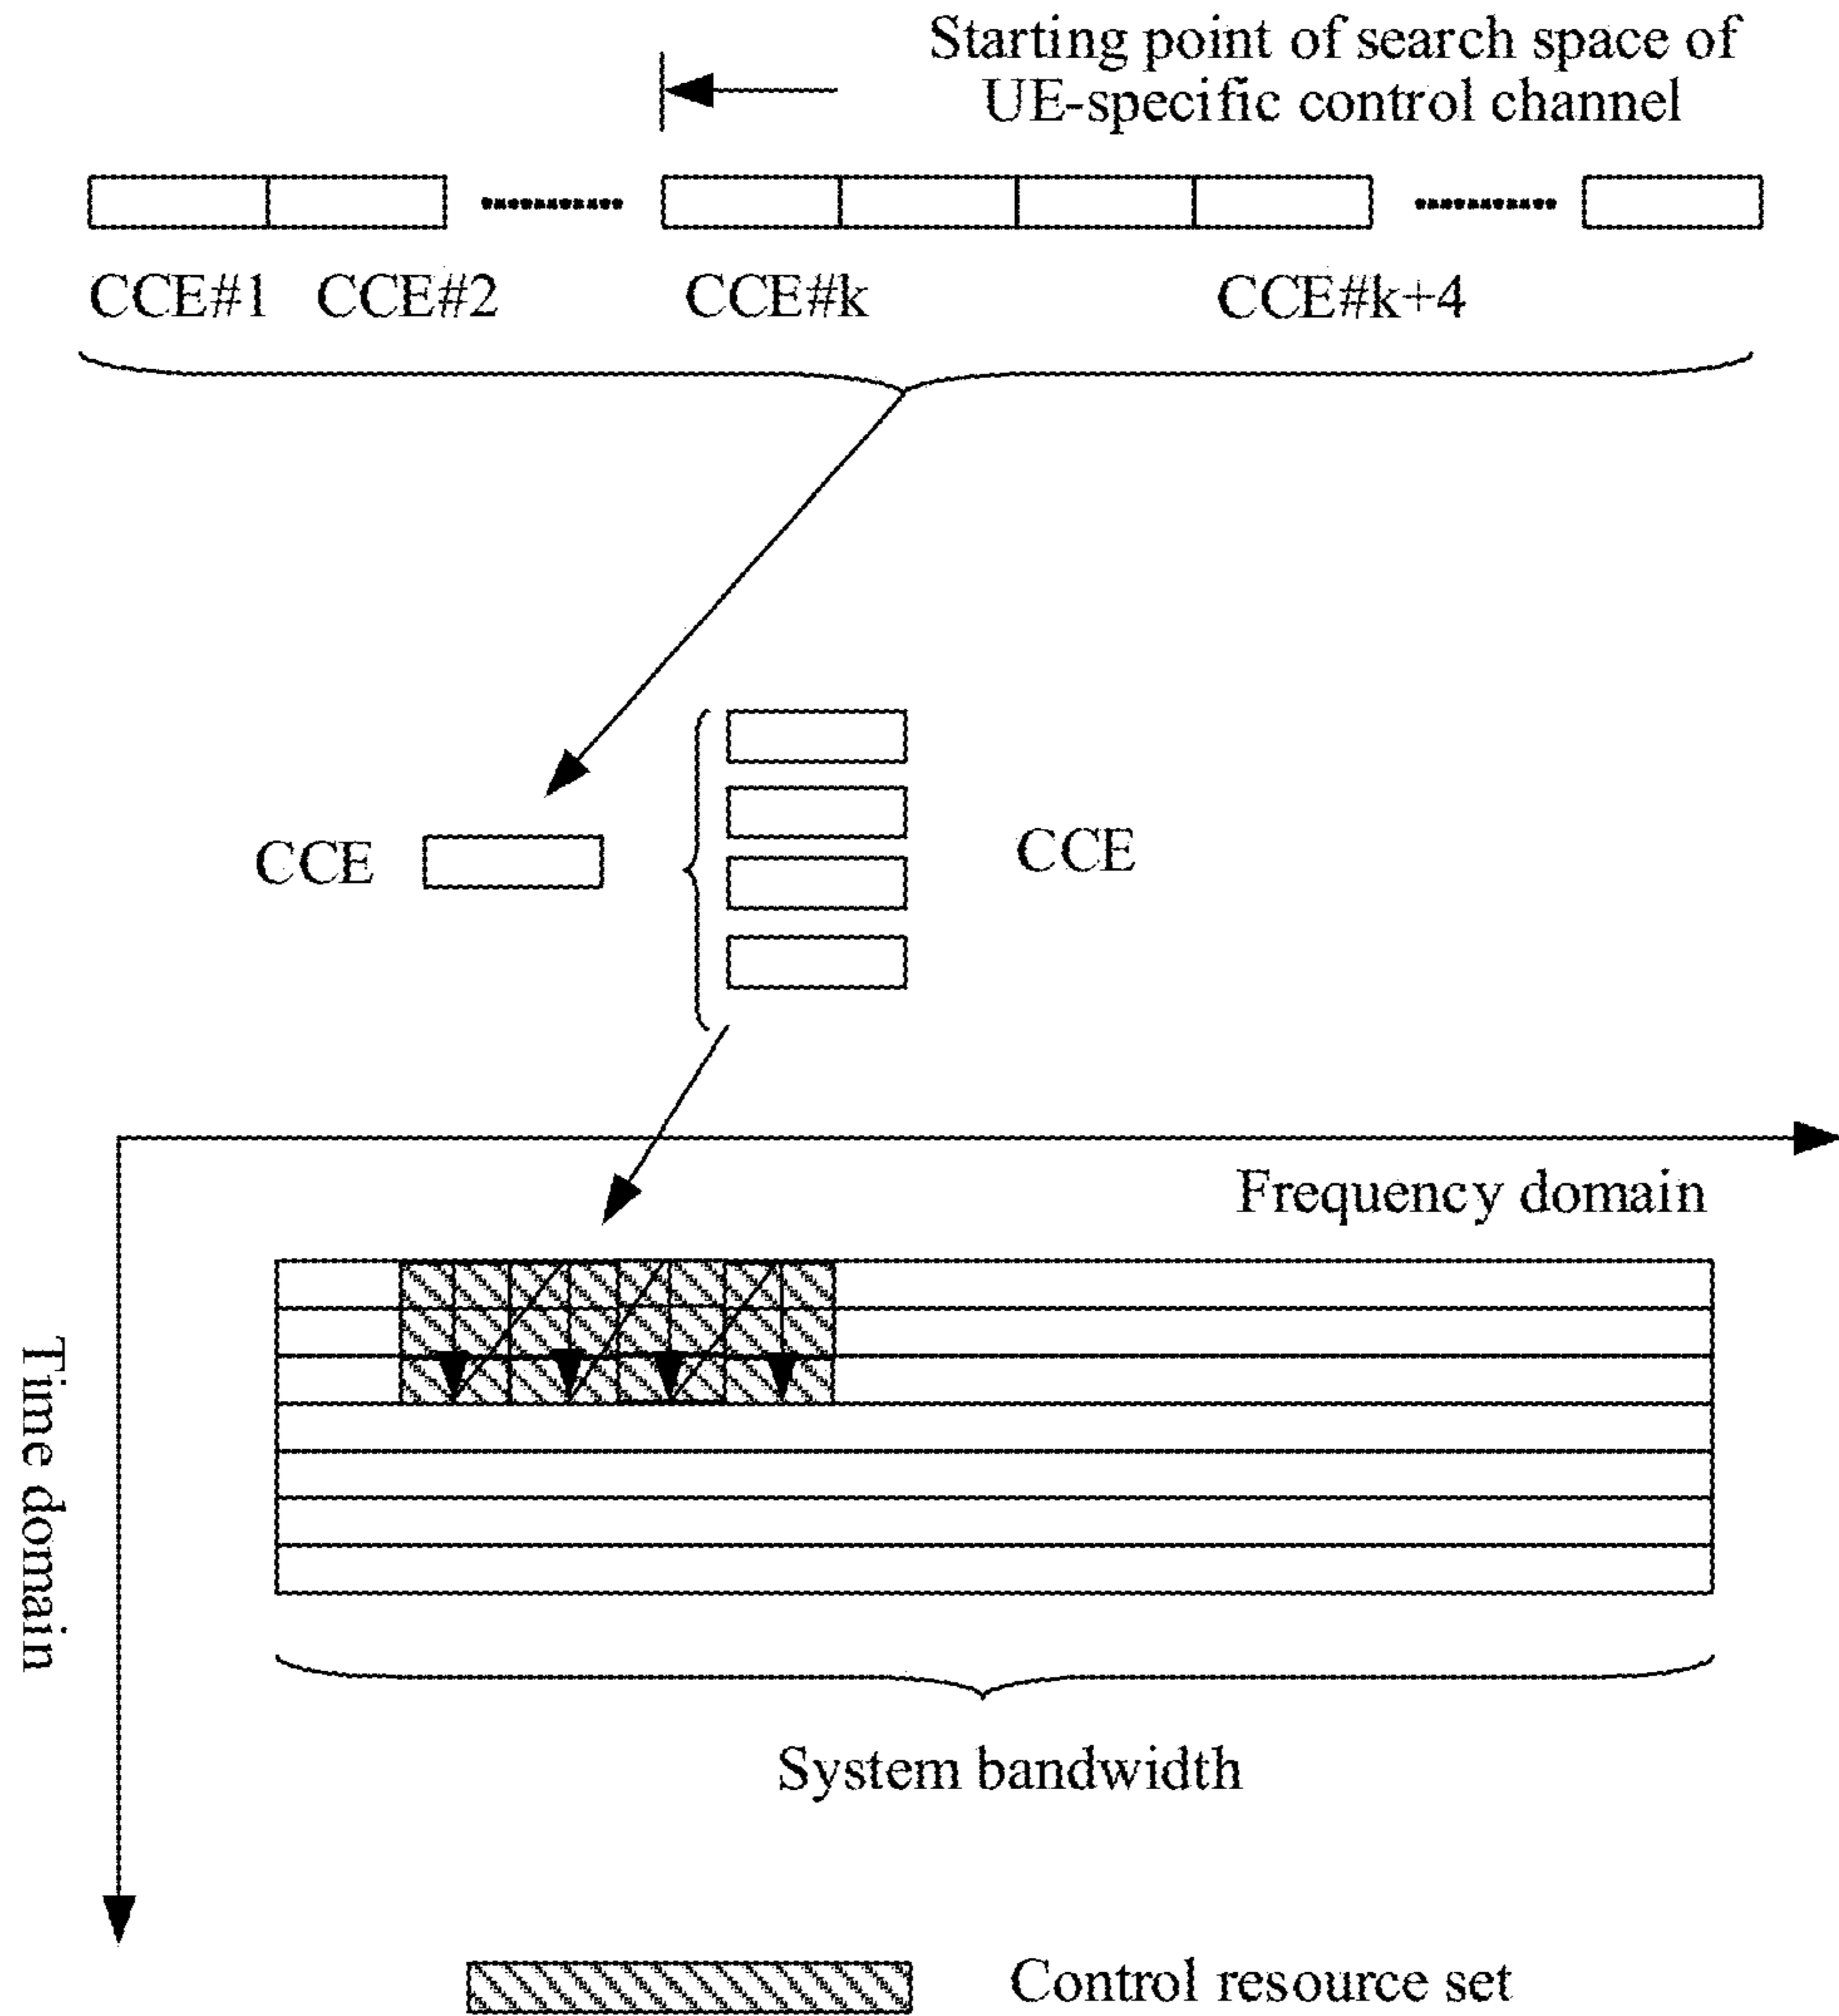 Starting point of search space of
UE-specific control channel
CCE#1 CCE#2 CCE#k CCE#k+4
CCE CCE
Frequency domain
Time domain
System bandwidth
Control resource set